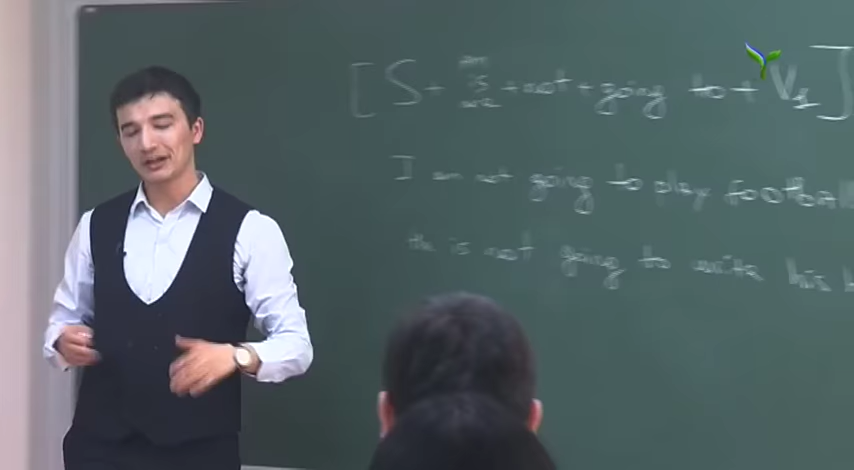 [S + am is are + not + going to + V1]
I am not going to play football
He is not going to write his